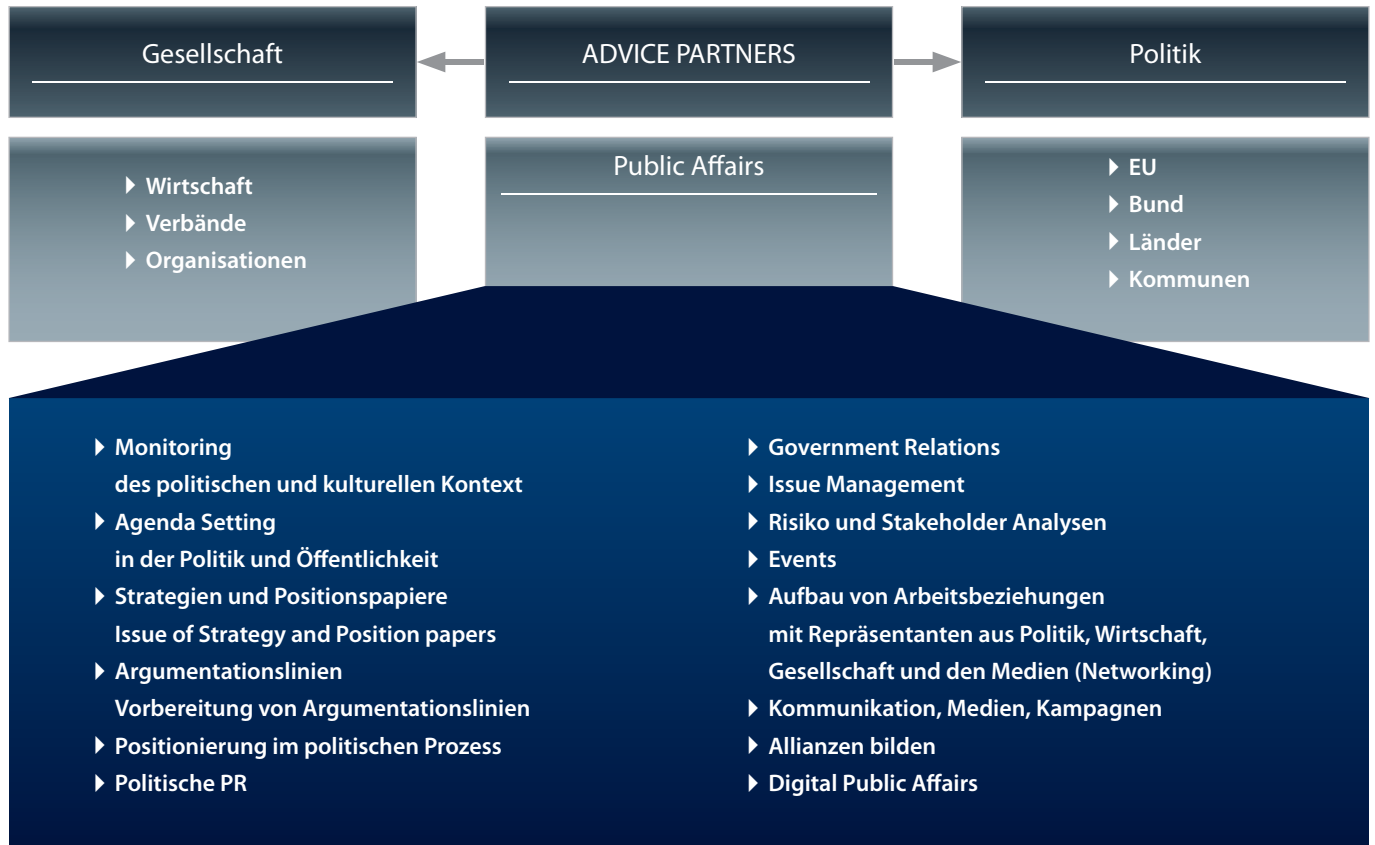 Gesellschaft
ADVICE PARTNERS
Politik
Wirtschaft
Verbände
Organisationen
Public Affairs
EU
Bund
Länder
Kommunen
Monitoring
des politischen und kulturellen Kontext
Agenda Setting
in der Politik und Öffentlichkeit
Strategien und Positionspapiere
Issue of Strategy and Position papers
Argumentationslinien
Vorbereitung von Argumentationslinien
Positionierung im politischen Prozess
Politische PR
Government Relations
Issue Management
Risiko und Stakeholder Analysen
Events
Aufbau von Arbeitsbeziehungen
mit Repräsentanten aus Politik, Wirtschaft,
Gesellschaft und den Medien (Networking)
Kommunikation, Medien, Kampagnen
Allianzen bilden
Digital Public Affairs